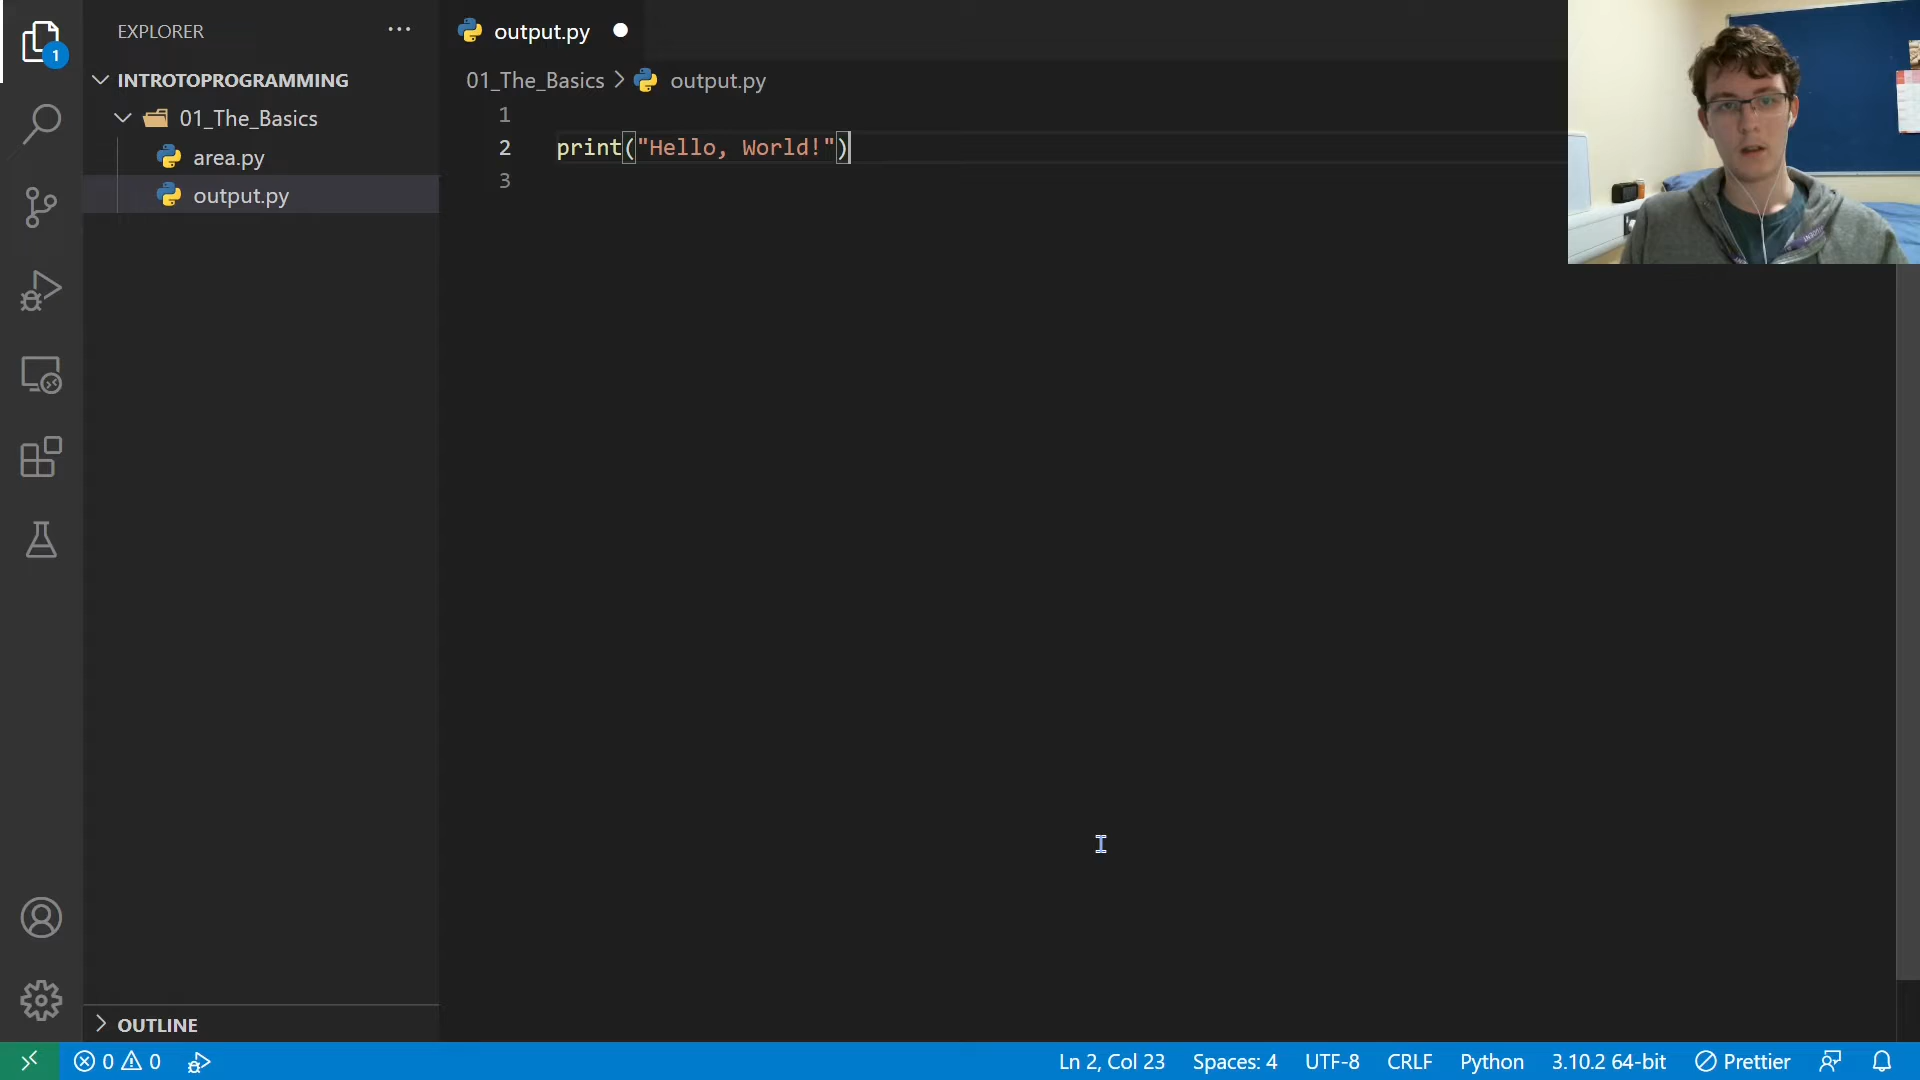 EXPLORER
output.py
INTROTOPROGRAMMING
01_The_Basics
area.py
output.py
01_The_Basics > output.py
1
2 print("Hello, World!")
3
OUTLINE
1
0 0
Ln 2, Col 23 Spaces: 4 UTF-8 CRLF Python 3.10.2 64-bit Prettier